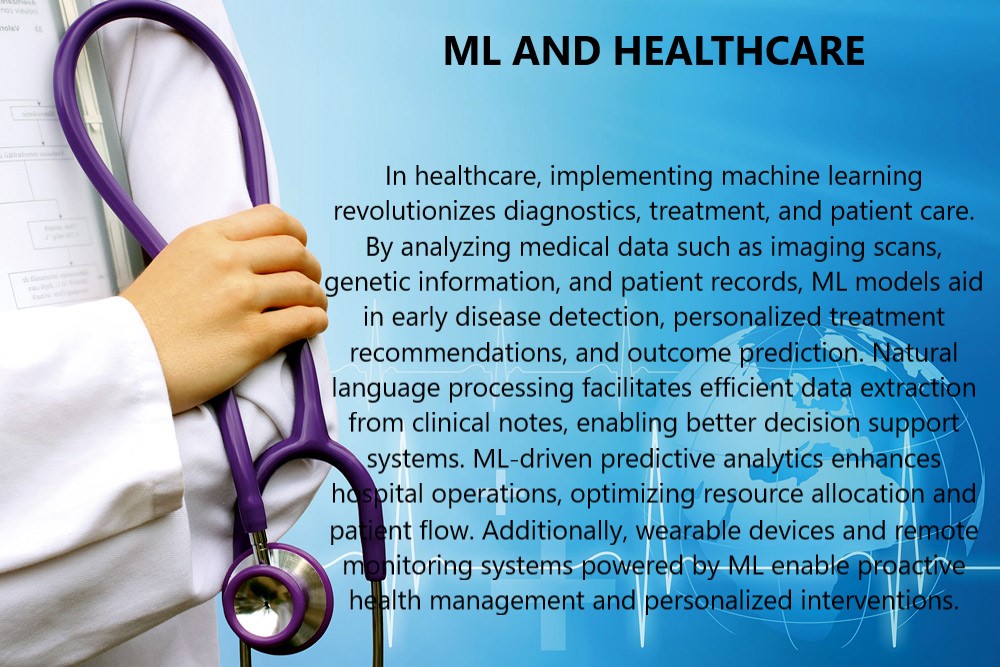 ML AND HEALTHCARE
In healthcare, implementing machine learning
revolutionizes diagnostics, treatment, and patient care.
By analyzing medical data such as imaging scans,
genetic information, and patient records, ML models aid
in early disease detection, personalized treatment
recommendations, and outcome prediction. Natural
language processing facilitates efficient data extraction
from clinical notes, enabling better decision support
systems. ML-driven predictive analytics enhances
hospital operations, optimizing resource allocation and
patient flow. Additionally, wearable devices and remote
monitoring systems powered by ML enable proactive
health management and personalized interventions.